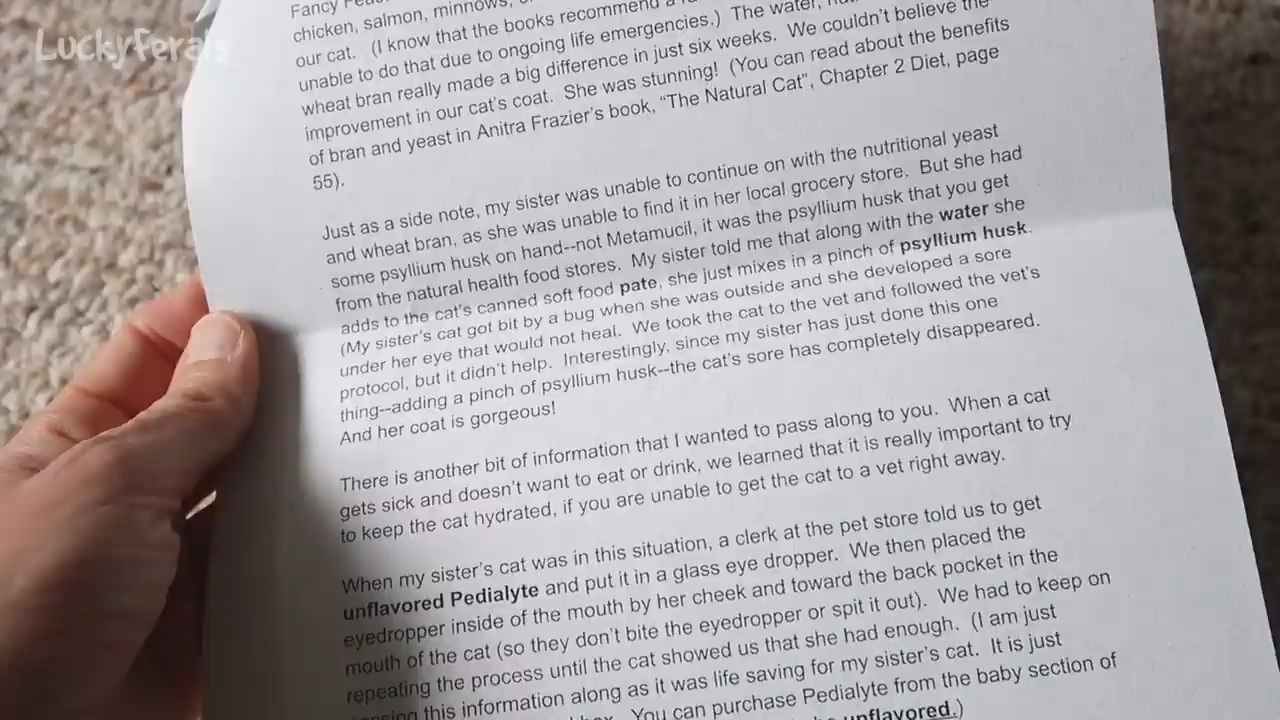 LuckyFerals
Fancy
chicken, salmon, minnows,
our cat. (I know that the books recommend a
unable to do that due to ongoing life emergencies.) The water,
wheat bran really made a big difference in just six weeks. We couldn't believe the
improvement in our cat's coat. She was stunning! (You can read about the benefits
of bran and yeast in Anitra Frazier's book, “The Natural Cat”, Chapter 2 Diet, page
55).
Just as a side note, my sister was unable to continue on with the nutritional yeast
and wheat bran, as she was unable to find it in her local grocery store. But she had
some psyllium husk on hand--not Metamucil, it was the psyllium husk that you get
from the natural health food stores. My sister told me that along with the water she
adds to the cat's canned soft food pate, she just mixes in a pinch of psyllium husk.
(My sister's cat got bit by a bug when she was outside and she developed a sore
under her eye that would not heal. We took the cat to the vet and followed the vet's
protocol, but it didn't help. Interestingly, since my sister has just done this one
thing--adding a pinch of psyllium husk--the cat's sore has completely disappeared.
And her coat is gorgeous!
There is another bit of information that I wanted to pass along to you. When a cat
gets sick and doesn't want to eat or drink, we learned that it is really important to try
to keep the cat hydrated, if you are unable to get the cat to a vet right away.
When my sister's cat was in this situation, a clerk at the pet store told us to get
unflavored Pedialyte and put it in a glass eye dropper. We then placed the
eyedropper inside of the mouth by her cheek and toward the back pocket in the
mouth of the cat (so they don't bite the eyedropper or spit it out). We had to keep on
repeating the process until the cat showed us that she had enough. (I am just
this information along as it was life saving for my sister's cat. It is just
You can purchase Pedialyte from the baby section of
unflavored.)